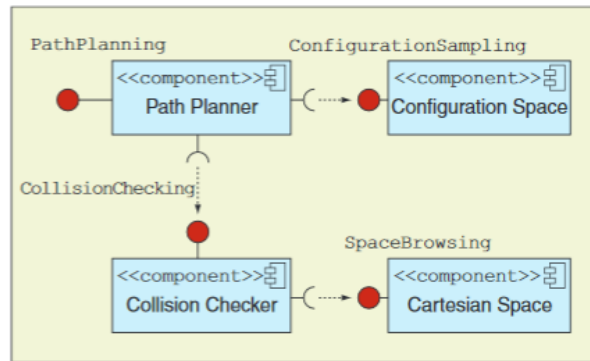 PathPlanning
ConfigurationSampling
<<component>>
Path Planner
<<component>>
Configuration Space
CollisionChecking
SpaceBrowsing
<<component>>
Collision Checker
<<component>>
Cartesian Space